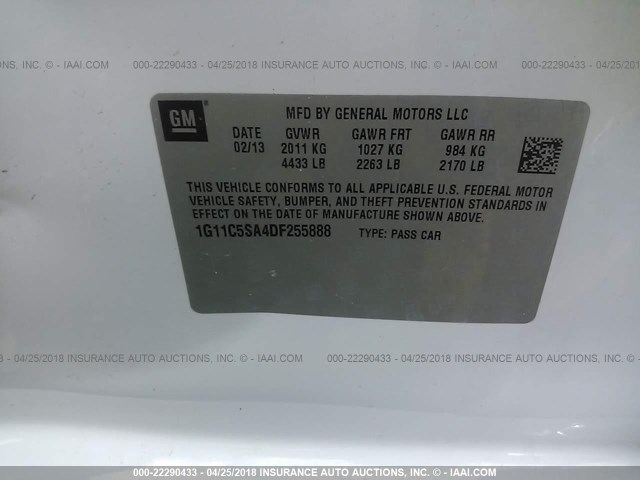 ANCE AUTO AUCTIONS, INC. © - IAAI.COM
000-22290433 - 04/25/2018 INSURANCE AUTO AUCTIONS, INC. © - IAAI.COM
000-22290433
GM ®
MFD BY GENERAL MOTORS LLC
DATE GVWR GAWR FRT GAWR RR
02/13 2011 KG 1027 KG 984 KG
4433 LB 2263 LB 2170 LB
THIS VEHICLE CONFORMS TO ALL APPLICABLE U.S. FEDERAL MOTOR
VEHICLE SAFETY, BUMPER, AND THEFT PREVENTION STANDARDS IN
EFFECT ON THE DATE OF MANUFACTURE SHOWN ABOVE.
1G11C5SA4DF255888 TYPE: PASS CAR
- 04/25/2018 INSURANCE AUTO AUCTIONS, INC. © - IAAI.COM
000-22290433 - 04/25/2018 INSURANCE AUTO AUCTIONS, INC.
000-22290433 - 04/25/2018 INSURANCE AUTO AUCTIONS, INC. © - IAAI.COM